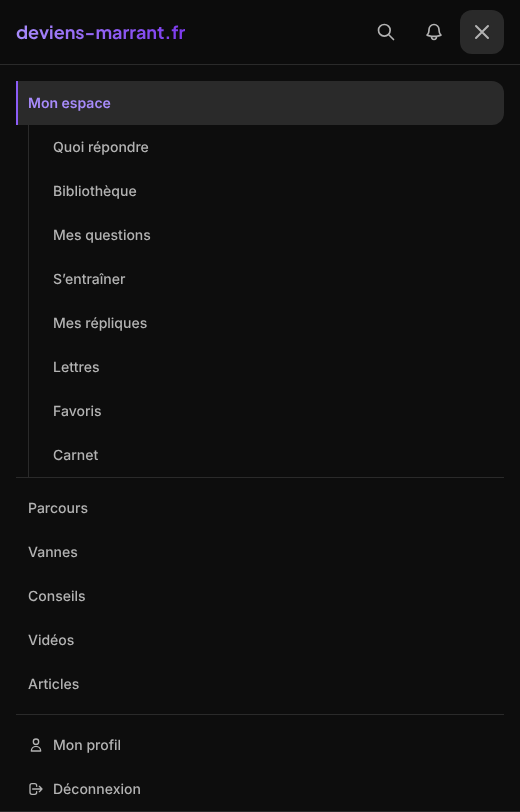 deviens-marrant.fr
Mon espace
Quoi répondre
Bibliothèque
Mes questions
S’entraîner
Mes répliques
Lettres
Favoris
Carnet
Parcours
Vannes
Conseils
Vidéos
Articles
Mon profil
Déconnexion